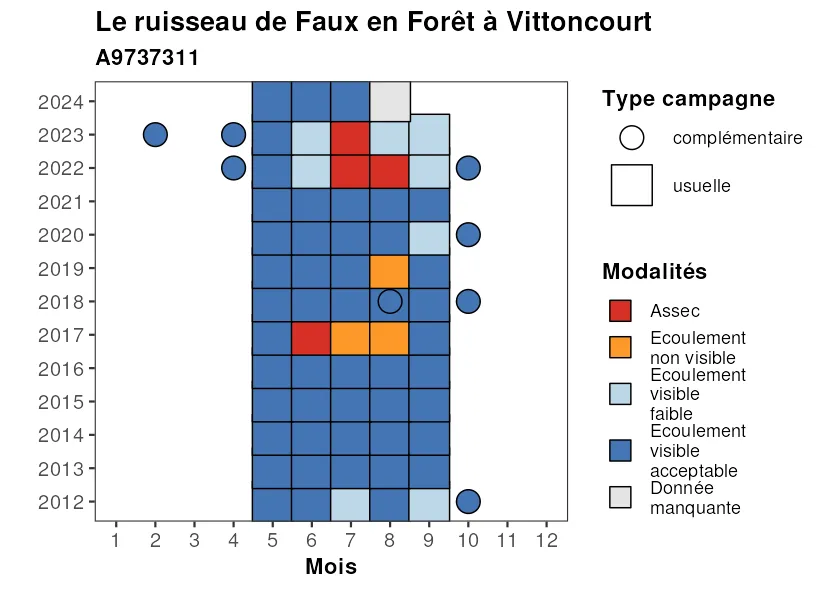 Le ruisseau de Faux en Forêt à Vittoncourt
A9737311
2024
2023
2022
2021
2020
2019
2018
2017
2016
2015
2014
2013
2012
1 2 3 4 5 6 7 8 9 10 11 12
Mois
Type campagne
complémentaire
usuelle
Modalités
Assec
Ecoulement
non visible
Ecoulement
visible
faible
Ecoulement
visible
acceptable
Donnée
manquante